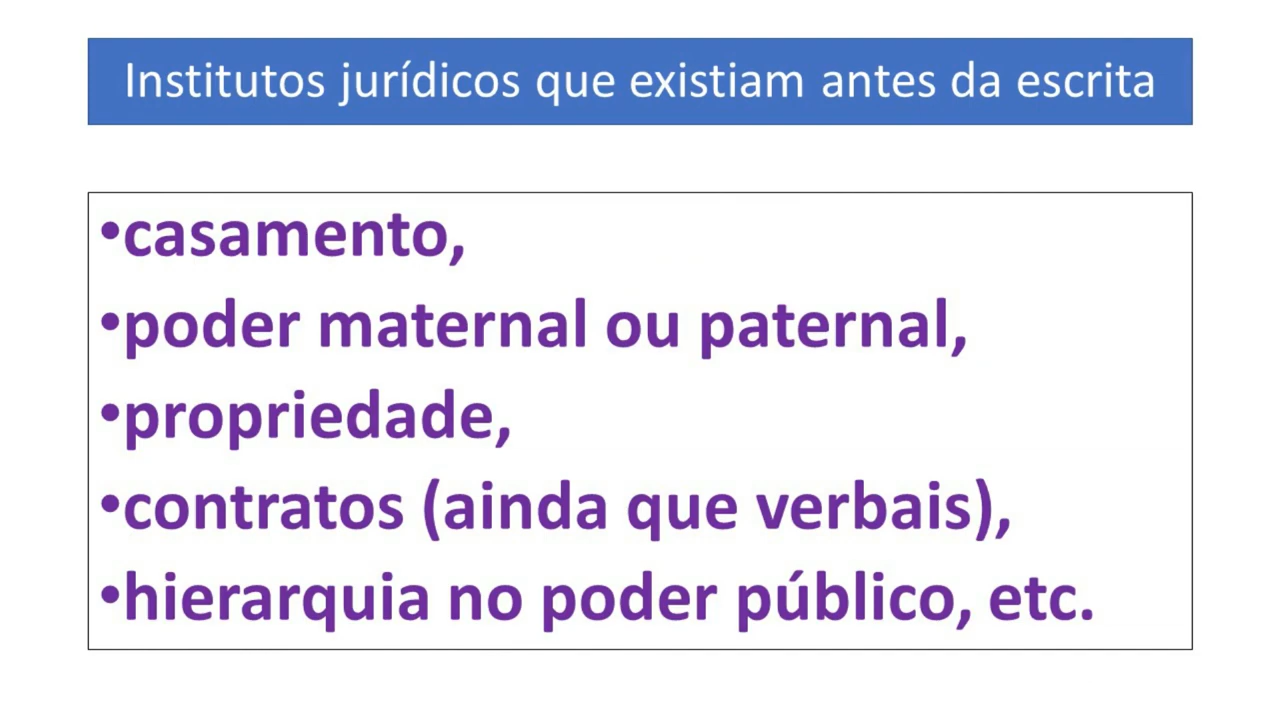 Institutos jurídicos que existiam antes da escrita
•casamento,
•poder maternal ou paternal,
•propriedade,
•contratos (ainda que verbais),
•hierarquia no poder público, etc.